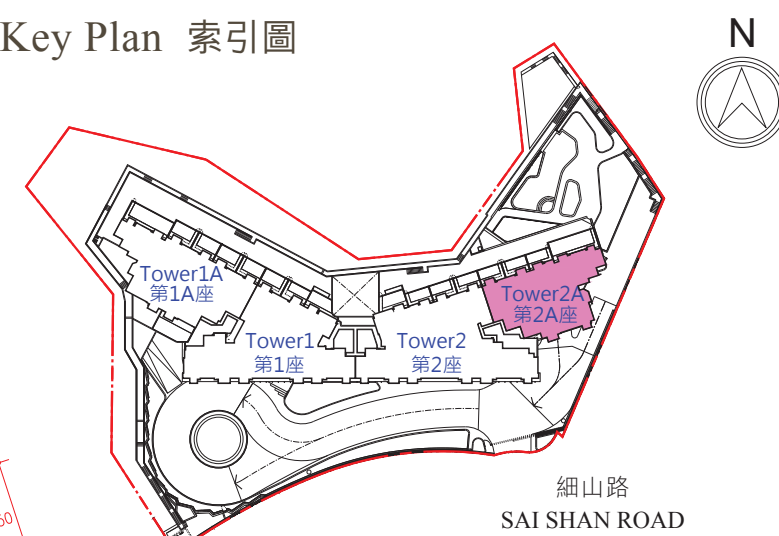 Key Plan 索引圖
N
Tower1A
第1A座
Tower2A
第2A座
Tower1
第1座
Tower2
第2座
細山路
SAI SHAN ROAD